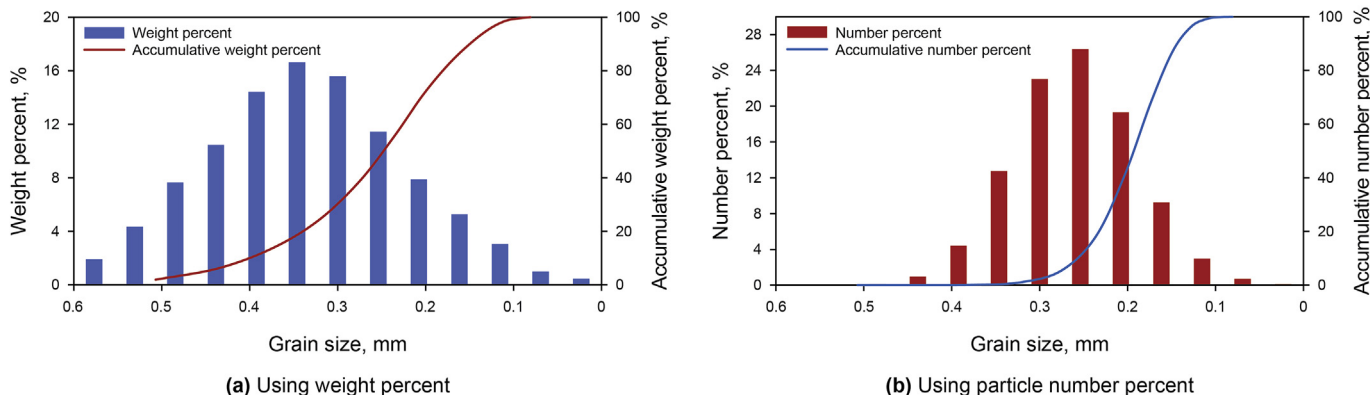 Weight percent, %
20
16
12
8
4
0
Weight percent
Accumulative weight percent
100
80
60
40
20
0
Accumulative weight percent, %
0.6 0.5 0.4 0.3 0.2 0.1 0
Grain size, mm
(a) Using weight percent
Number percent, %
28
24
20
16
12
8
4
0
Number percent
Accumulative number percent
100
80
60
40
20
0
Accumulative number percent, %
0.6 0.5 0.4 0.3 0.2 0.1 0
Grain size, mm
(b) Using particle number percent